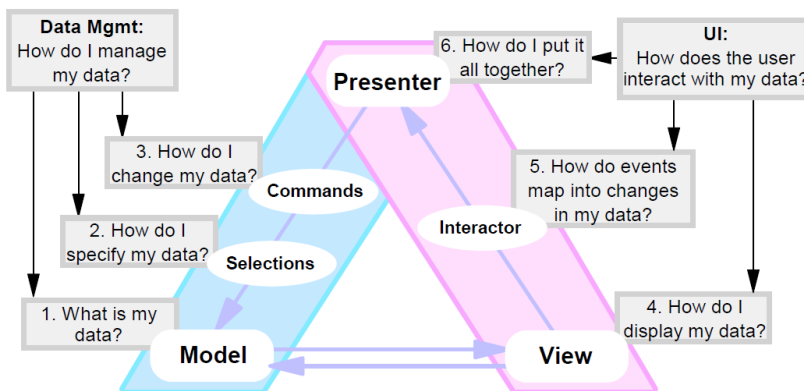 Data Mgmt:
How do I manage
my data?
6. How do I put it
all together?
UI:
How does the user
interact with my data?
Presenter
3. How do I
change my data?
Commands
5. How do events
map into changes
in my data?
2. How do I
specify my data?
Interactor
Selections
1. What is my
data?
4. How do I
display my data?
Model
View